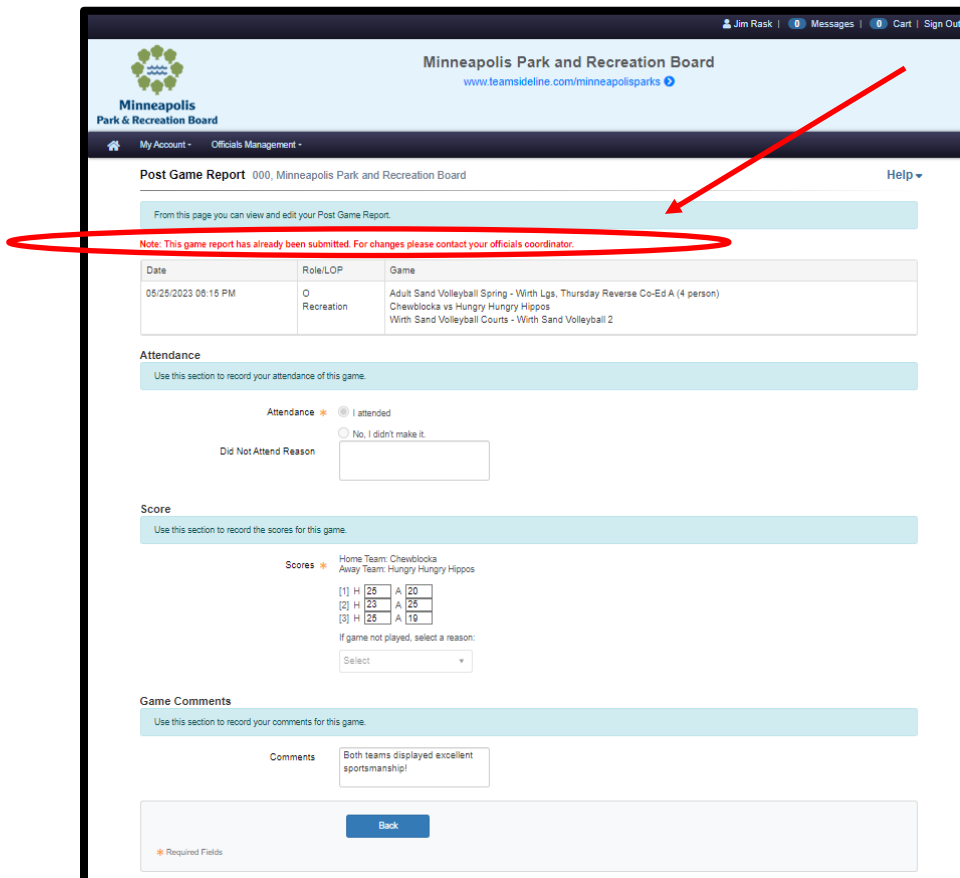 Jim Rask | 0 Messages | 0 Cart | Sign Out
Minneapolis
Park & Recreation Board
Minneapolis Park and Recreation Board
www.teamsideline.com/minneapolisparks
My Account Officials Management
Post Game Report 000, Minneapolis Park and Recreation Board Help
From this page you can view and edit your Post Game Report.
Note: This game report has already been submitted. For changes please contact your officials coordinator.
Date Role/LOP Game
05/25/2023 06:15 PM O Adult Sand Volleyball Spring - Wirth Lgs, Thursday Reverse Co-Ed A (4 person)
Recreation Chewblocka vs Hungry Hungry Hippos
Wirth Sand Volleyball Courts - Wirth Sand Volleyball 2
Attendance
Use this section to record your attendance of this game.
Attendance * I attended
No, I didn't make it.
Did Not Attend Reason
Score
Use this section to record the scores for this game.
Scores * Home Team: Chewblocka
Away Team: Hungry Hungry Hippos
[1] H 25 A 20
[2] H 23 A 25
[3] H 25 A 19
If game not played, select a reason:
Select
Game Comments
Use this section to record your comments for this game.
Comments Both teams displayed excellent
sportsmanship!
Back
* Required Fields